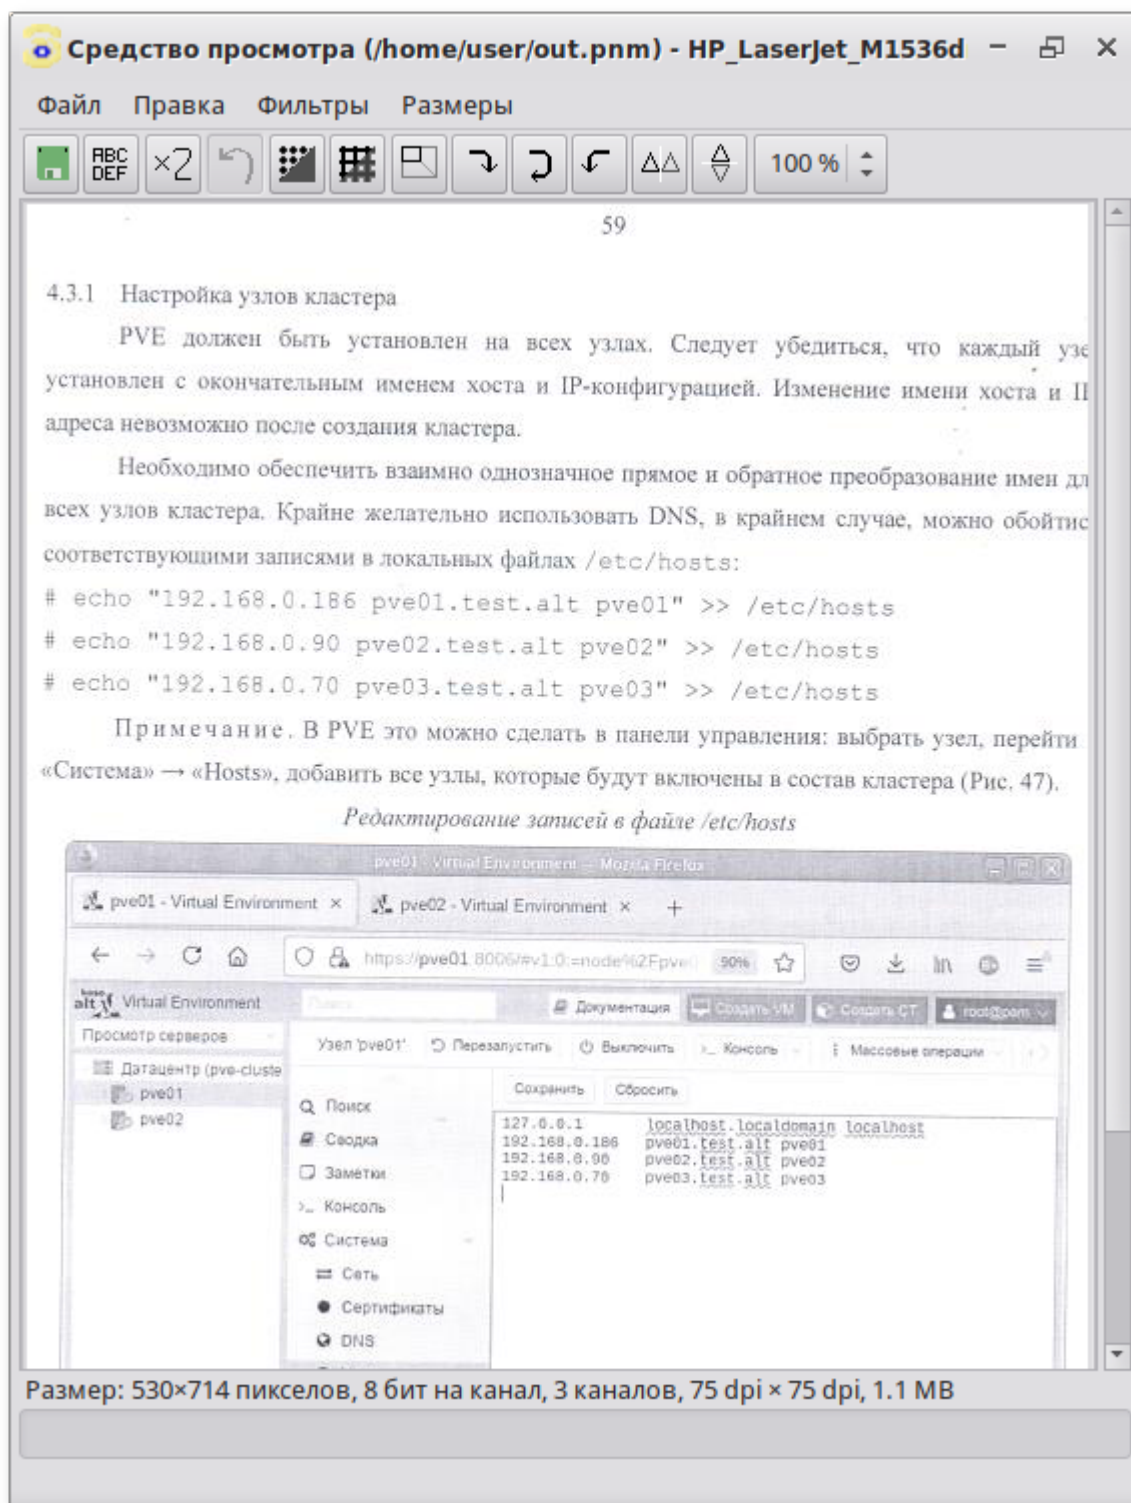 Средство просмотра (/home/user/out.pnm) - HP_LaserJet_M1536d
Файл Правка Фильтры Размеры
ABC DEF ×2 100 %
59
4.3.1 Настройка узлов кластера
PVE должен быть установлен на всех узлах. Следует убедиться, что каждый узе
установлен с окончательным именем хоста и IP-конфигурацией. Изменение имени хоста и II
адреса невозможно после создания кластера.
Необходимо обеспечить взаимно однозначное прямое и обратное преобразование имен дл
всех узлов кластера. Крайне желательно использовать DNS, в крайнем случае, можно обойтис
соответствующими записями в локальных файлах /etc/hosts:
# echo "192.168.0.186 pve01.test.alt pve01" >> /etc/hosts
# echo "192.168.0.90 pve02.test.alt pve02" >> /etc/hosts
# echo "192.168.0.70 pve03.test.alt pve03" >> /etc/hosts
Примечание. В PVE это можно сделать в панели управления: выбрать узел, перейти
«Система» → «Hosts», добавить все узлы, которые будут включены в состав кластера (Рис. 47).
Редактирование записей в файле /etc/hosts
pve01 - Virtual Environment — Mozilla Firefox
pve01 - Virtual Environment × pve02 - Virtual Environment × +
https://pve01:8006/#v1:0:=node%2Fpve 90%
alt Virtual Environment Поиск Документация Создать VM Создать CT root@pam
Просмотр серверов Узел 'pve01' Перезапустить Выключить >_ Консоль Массовые операции
Датацентр (pve-cluste
pve01
pve02
Сохранить Сбросить
Поиск
Сводка
Заметки
>_ Консоль
Система
Сеть
Сертификаты
DNS
127.0.0.1 localhost.localdomain localhost
192.168.0.186 pve01.test.alt pve01
192.168.0.90 pve02.test.alt pve02
192.168.0.70 pve03.test.alt pve03
Размер: 530×714 пикселов, 8 бит на канал, 3 каналов, 75 dpi × 75 dpi, 1.1 MB